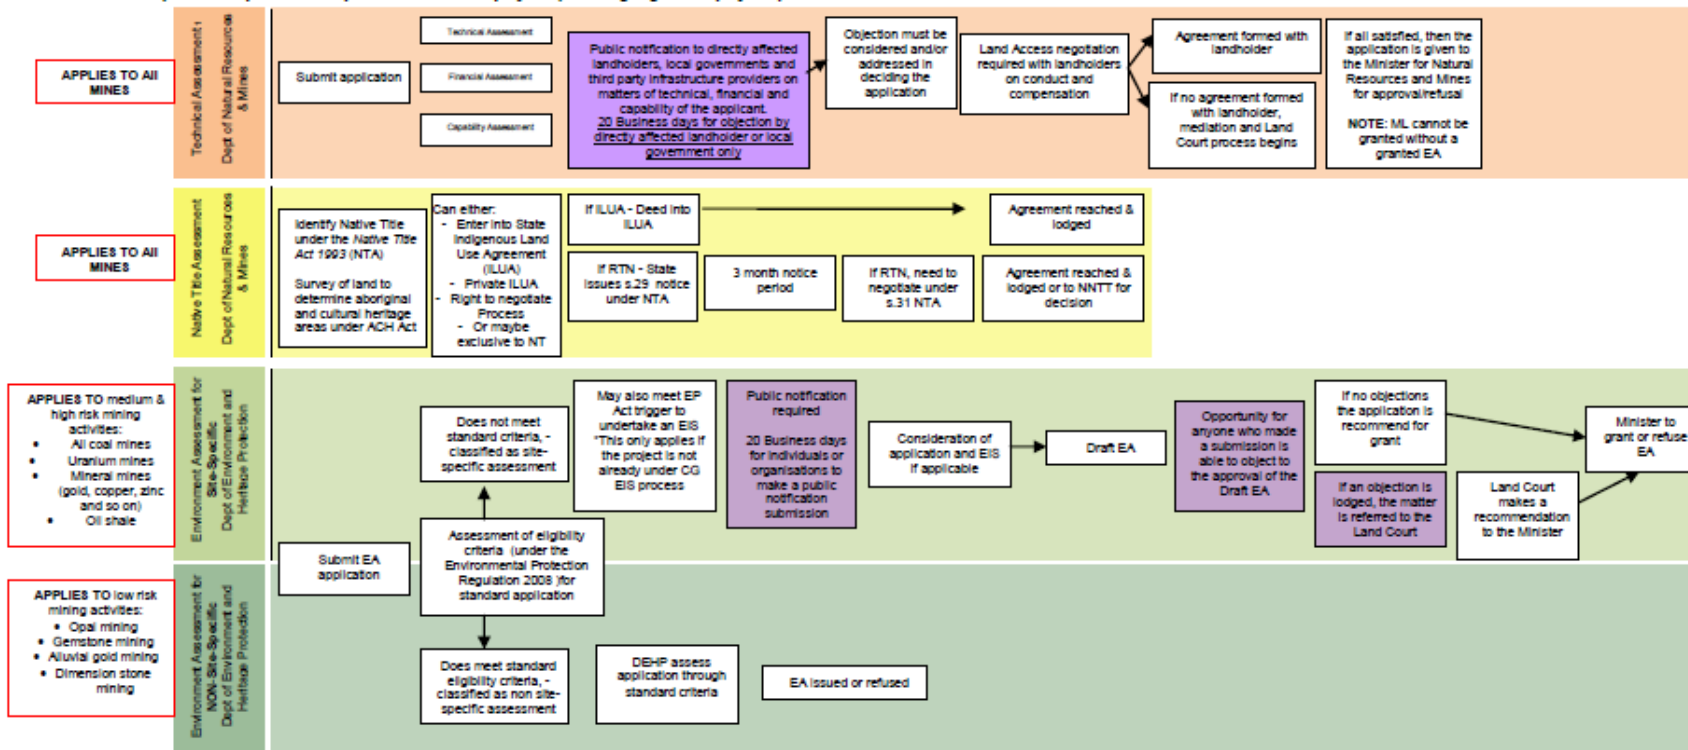 APPLIES TO All
MINES
Technical Assessment :
Dept of Natural Resources
& Mines
Submit application
Technical Assessment
Financial Assessment
Capability Assessment
Public notification to directly affected
landholders, local governments and
third party infrastructure providers on
matters of technical, financial and
capability of the applicant.
20 Business days for objection by
directly affected landholder or local
government only
Objection must be
considered and/or
addressed in
deciding the
application
Land Access negotiation
required with landholders
on conduct and
compensation
Agreement formed with
landholder
If no agreement formed
with landholder,
mediation and Land
Court process begins
If all satisfied, then the
application is given to
the Minister for Natural
Resources and Mines
for approval/refusal
NOTE: ML cannot be
granted without a
granted EA
APPLIES TO All
MINES
Native Title Assessment
Dept of Natural Resources
& Mines
Identify Native Title
under the Native Title
Act 1993 (NTA)
Survey of land to
determine aboriginal
and cultural heritage
areas under ACH Act
Can either:
- Enter into State
Indigenous Land
Use Agreement
(ILUA)
- Private ILUA
- Right to negotiate
Process
- Or maybe
exclusive to NT
If ILUA - Deed into
ILUA
Agreement reached &
lodged
If RTN - State
issues s.29 notice
under NTA
3 month notice
period
If RTN, need to
negotiate under
s.31 NTA
Agreement reached &
lodged or to NNTT for
decision
APPLIES TO medium &
high risk mining
activities:
• All coal mines
• Uranium mines
• Mineral mines
(gold, copper, zinc
and so on)
• Oil shale
Environment Assessment for
Site-Specific
Dept of Environment and
Heritage Protection
Does not meet
standard criteria, -
classified as site-
specific assessment
May also meet EP
Act trigger to
undertake an EIS
*This only applies if
the project is not
already under CG
EIS process
Public notification
required
20 Business days
for individuals or
organisations to
make a public
notification
submission
Consideration of
application and EIS
if applicable
Draft EA
Opportunity for
anyone who made
a submission is
able to object to
the approval of the
Draft EA
If no objections
the application is
recommend for
grant
If an objection is
lodged, the matter
is referred to the
Land Court
Land Court
makes a
recommendation
to the Minister
Minister to
grant or refuse
EA
Submit EA
application
Assessment of eligibility
criteria (under the
Environmental Protection
Regulation 2008 )for
standard application
APPLIES TO low risk
mining activities:
• Opal mining
• Gemstone mining
• Alluvial gold mining
• Dimension stone
mining
Environment Assessment for
NON-Site-Specific
Dept of Environment and
Heritage Protection
Does meet standard
eligibility criteria, -
classified as non site-
specific assessment
DEHP assess
application through
standard criteria
EA issued or refused